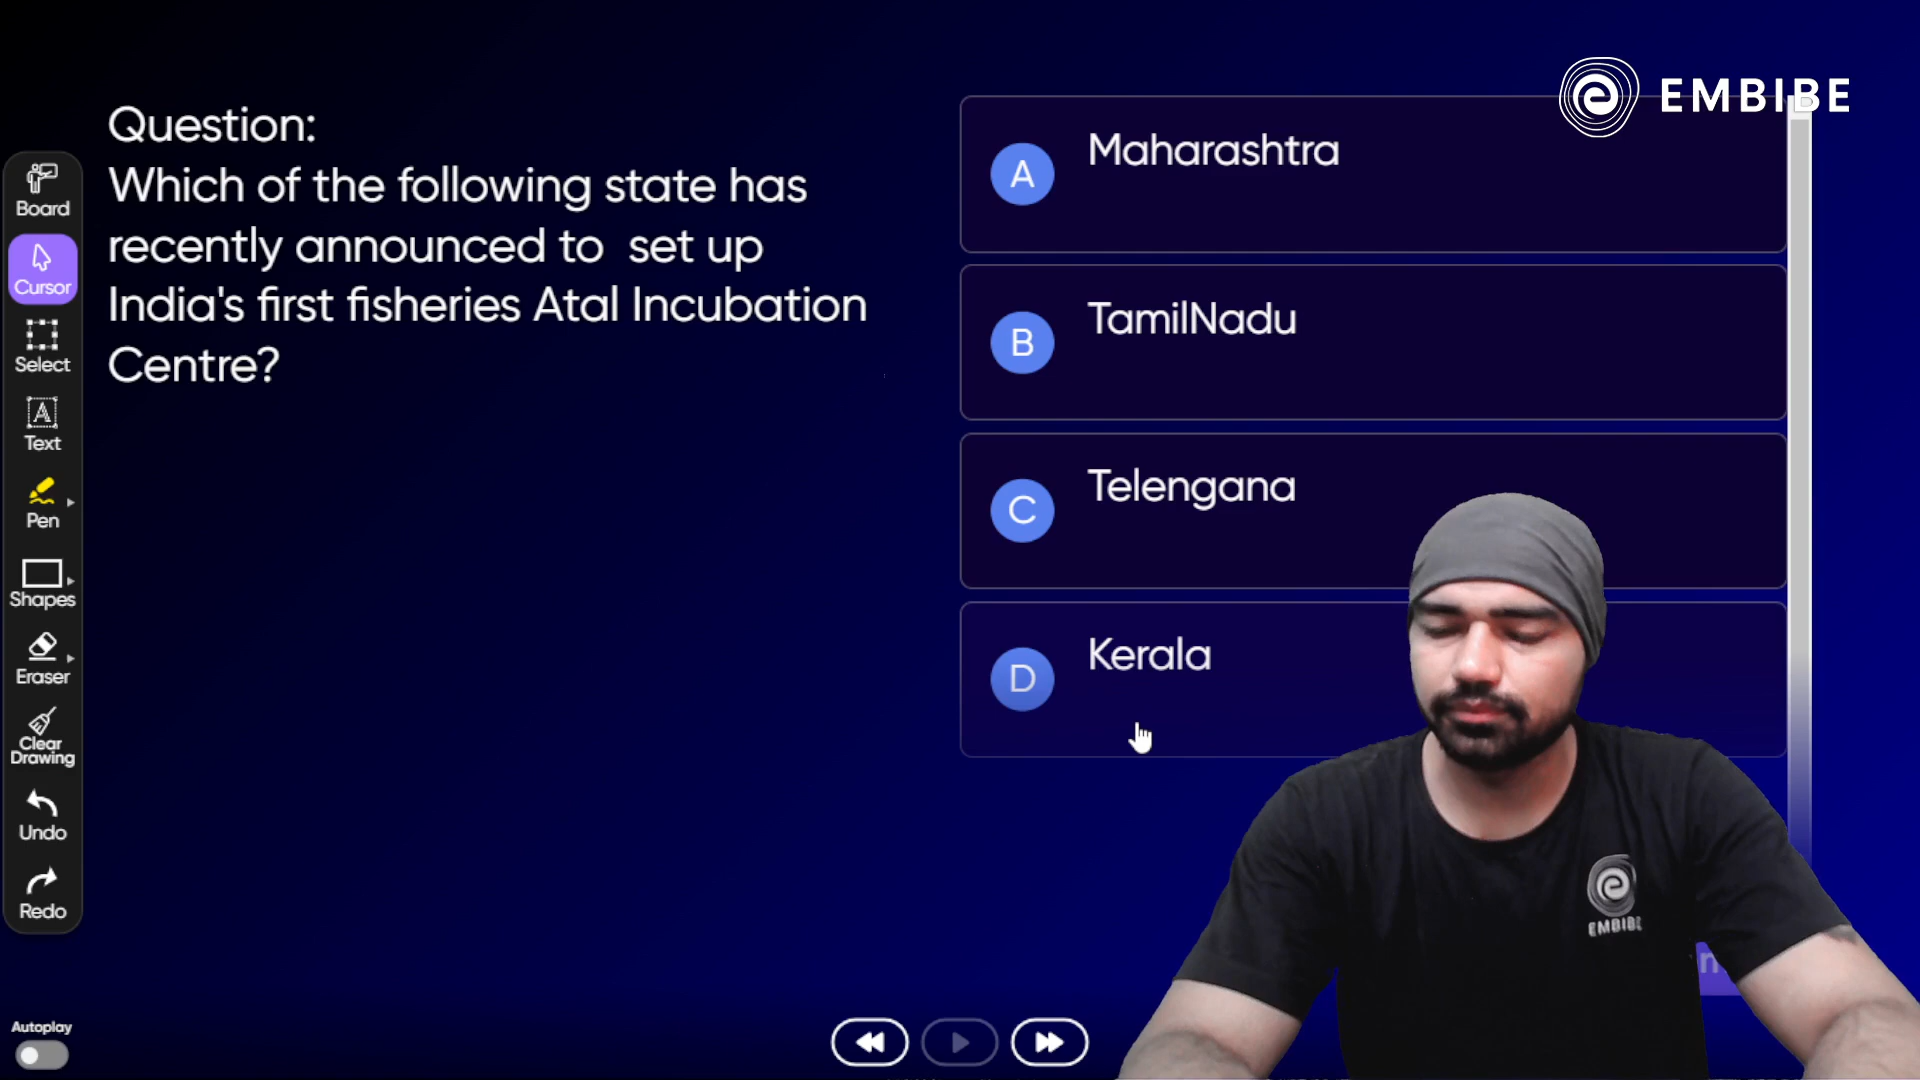 EMBIBE
Question:
Which of the following state has
recently announced to set up
India's first fisheries Atal Incubation
Centre?
A Maharashtra
B TamilNadu
C Telengana
D Kerala
Board
Cursor
Select
Text
Pen
Shapes
Eraser
Clear
Drawing
Undo
Redo
Autoplay
EMBIBE